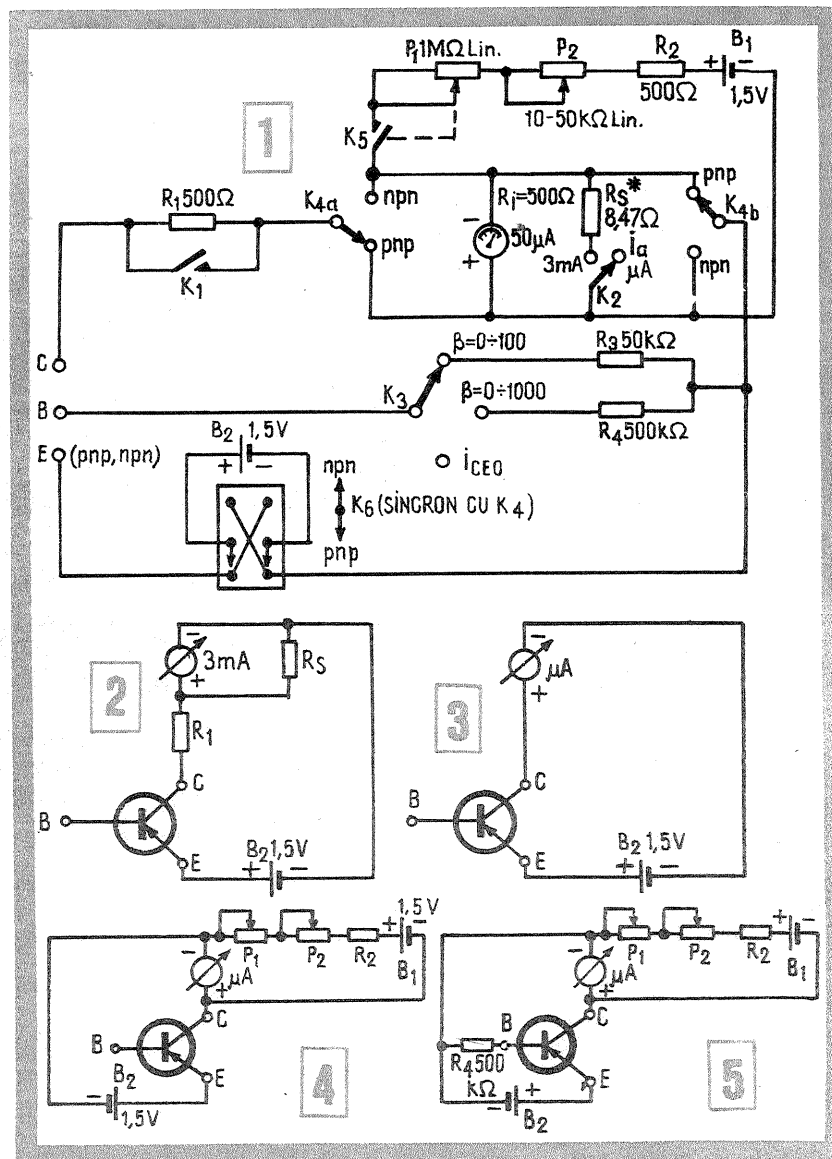 1
P1 1MΩ Lin.
P2
R2
500Ω
B1
+ -
1,5V
10-50kΩ Lin.
K5
R1 500Ω
K4a
npn
pnp
K1
-
+
Ri=500Ω
50μA
RS*
8,47Ω
3mA
ia
μA
K2
pnp
K4b
npn
C
B
E (pnp, npn)
K3
β=0÷100
β=0÷1000
R3 50kΩ
R4 500kΩ
iCEO
B2 1,5V
+ -
npn
K6 (SINCRON CU K4)
pnp
2
-
3mA
+
RS
R1
C
B
E
B2 1,5V
+ -
3
-
μA
+
C
B
E
B2 1,5V
+ -
4
1,5V
+ -
B1
P1
P2
R2
-
μA
+
C
B
E
B2
-
1,5V
5
+ -
B1
P1
P2
R2
-
μA
+
C
B
E
R4 500
kΩ
- +
B2